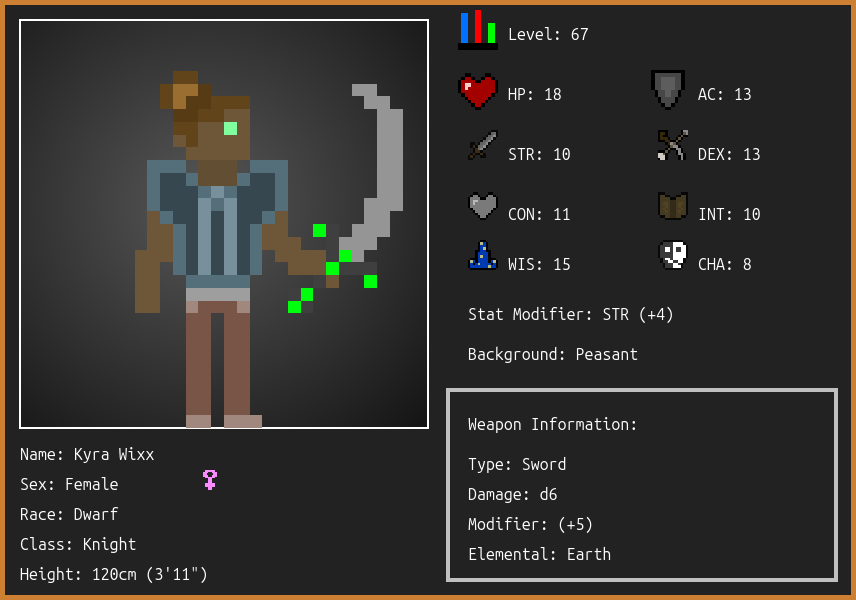 Level: 67
HP: 18
AC: 13
STR: 10
DEX: 13
CON: 11
INT: 10
WIS: 15
CHA: 8
Stat Modifier: STR (+4)
Background: Peasant
Weapon Information:
Type: Sword
Damage: d6
Modifier: (+5)
Elemental: Earth
Name: Kyra Wixx
Sex: Female
Race: Dwarf
Class: Knight
Height: 120cm (3'11")